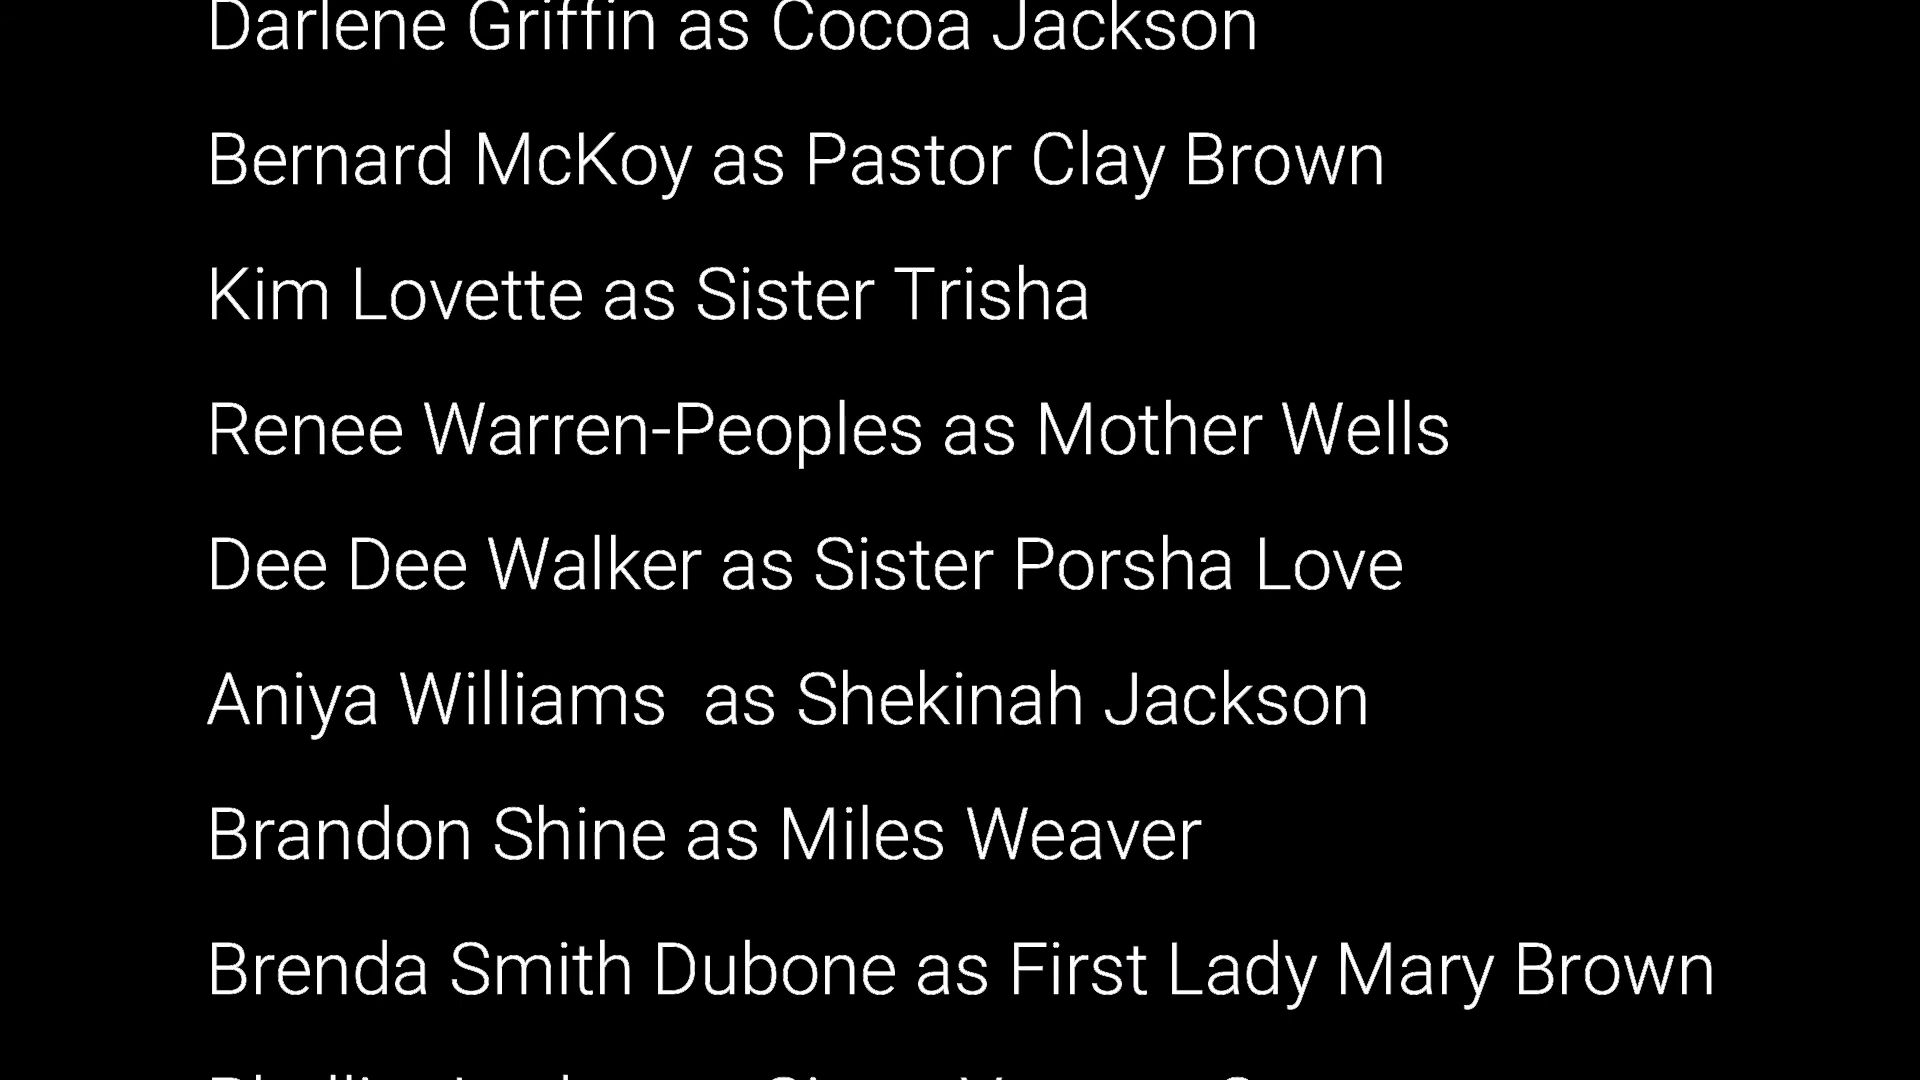 Darlene Griffin as Cocoa Jackson
Bernard McKoy as Pastor Clay Brown
Kim Lovette as Sister Trisha
Renee Warren-Peoples as Mother Wells
Dee Dee Walker as Sister Porsha Love
Aniya Williams  as Shekinah Jackson
Brandon Shine as Miles Weaver
Brenda Smith Dubone as First Lady Mary Brown